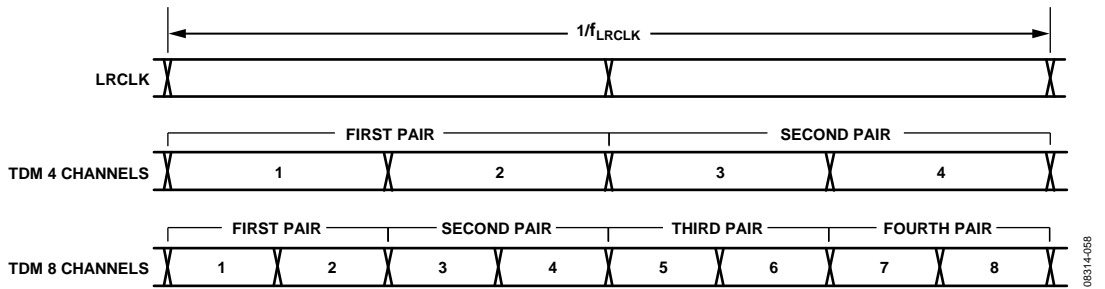 1/fLRCLK
LRCLK
FIRST PAIR SECOND PAIR
TDM 4 CHANNELS 1 2 3 4
FIRST PAIR SECOND PAIR THIRD PAIR FOURTH PAIR
TDM 8 CHANNELS 1 2 3 4 5 6 7 8
08314-058